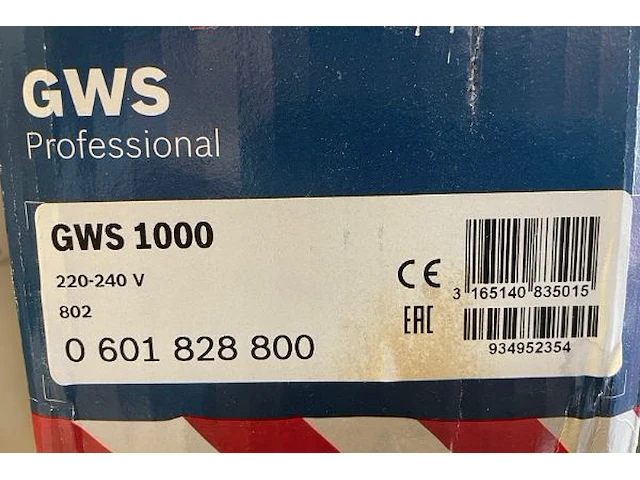 GWS
Professional
GWS 1000
220-240 V
802
0 601 828 800
CE
EAC
3 165140 835015
934952354